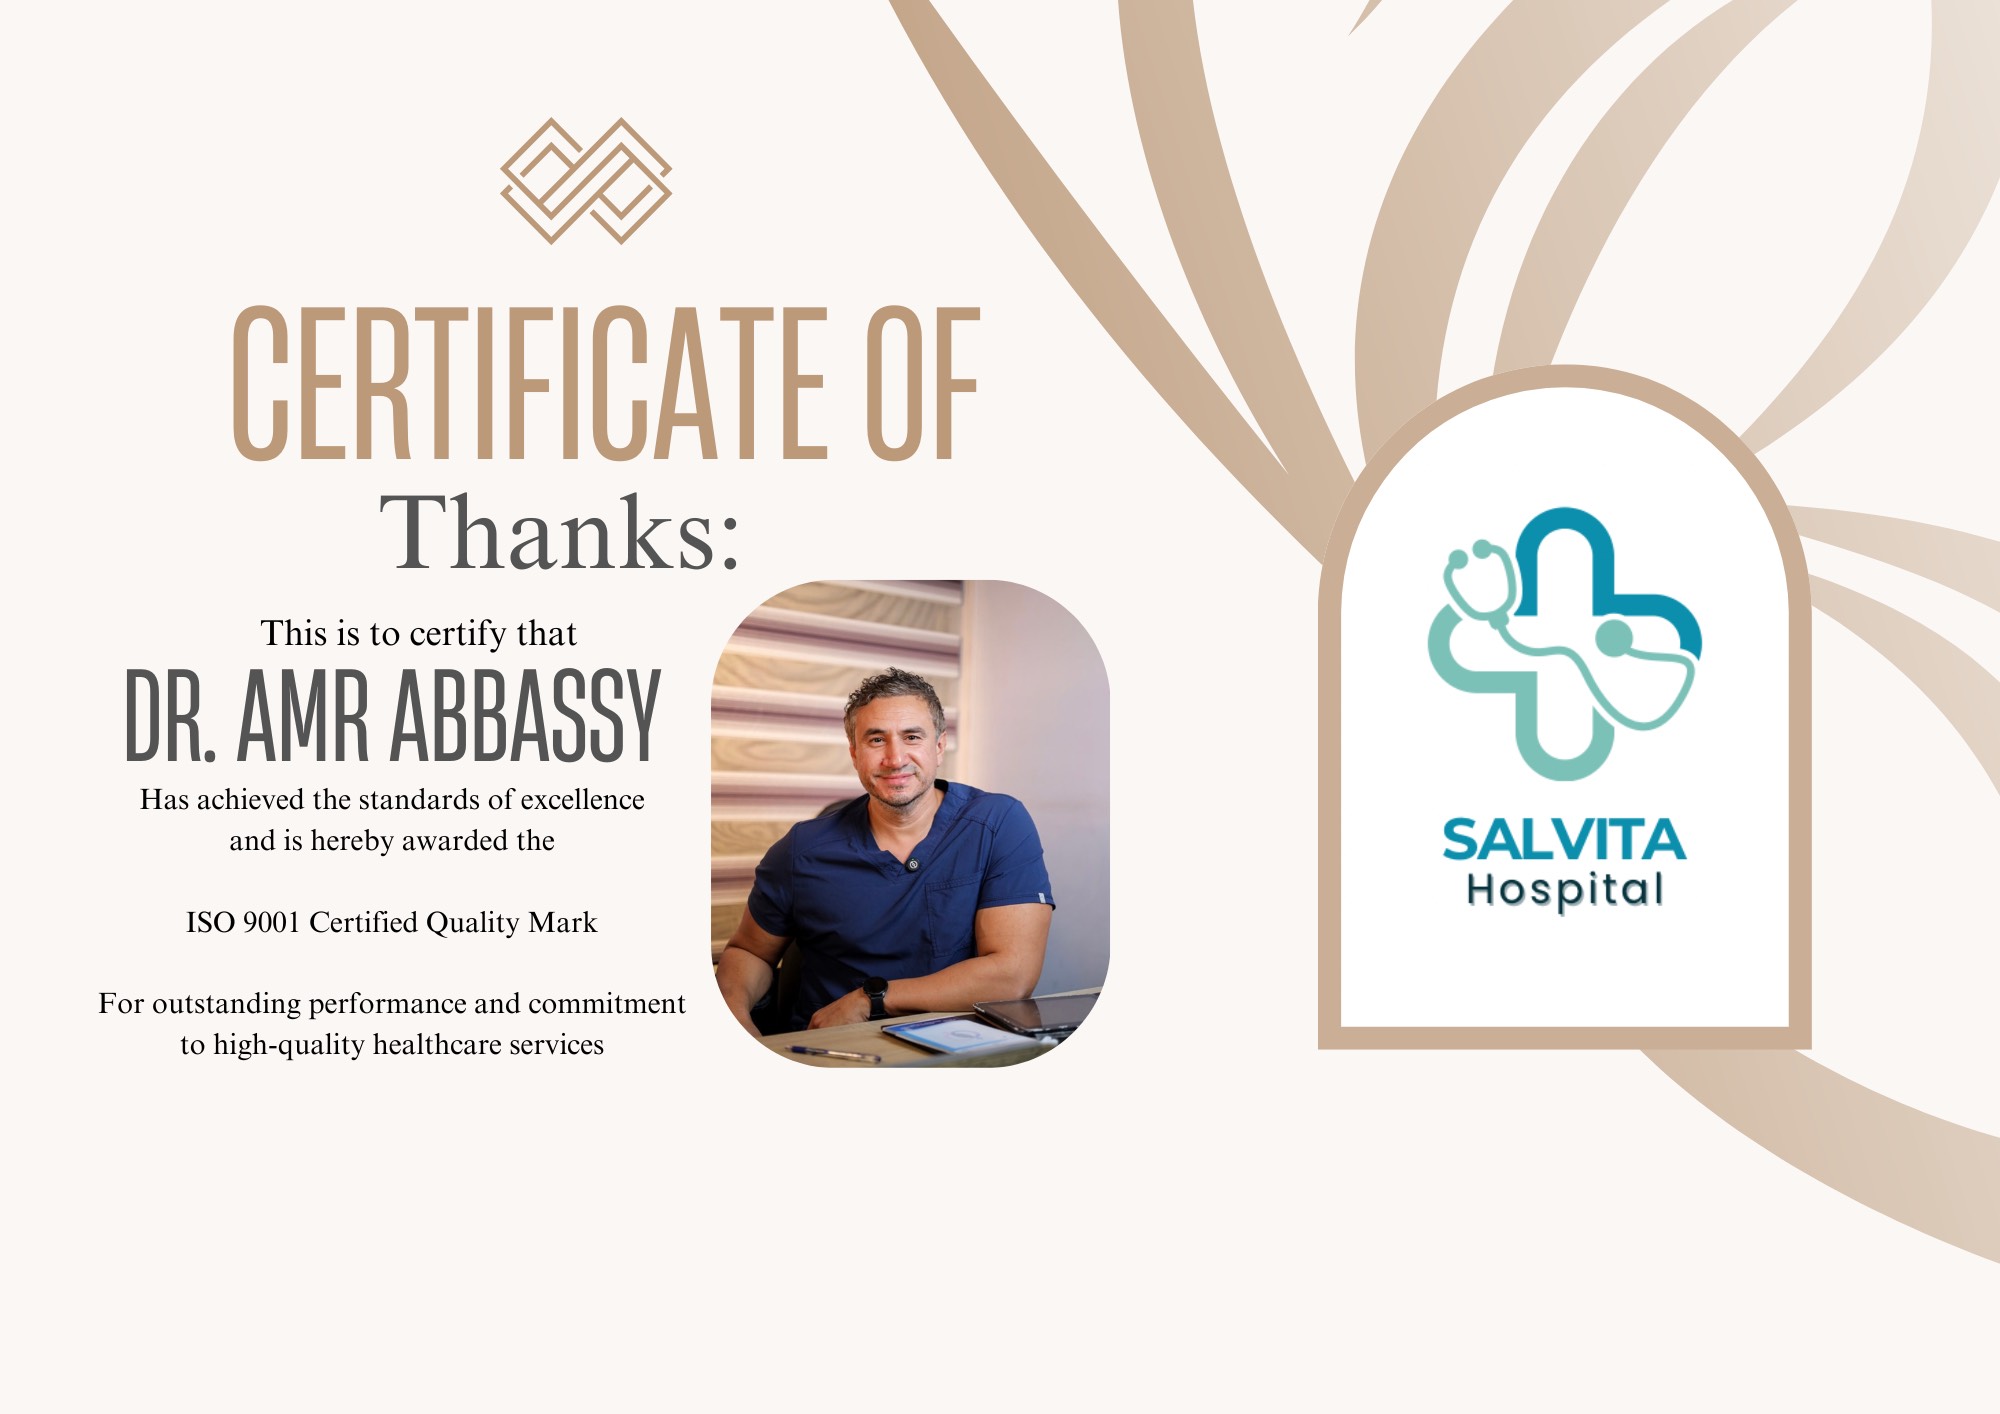 CERTIFICATE OF
Thanks:
This is to certify that
DR. AMR ABBASSY
Has achieved the standards of excellence
and is hereby awarded the
ISO 9001 Certified Quality Mark
For outstanding performance and commitment
to high-quality healthcare services
SALVITA
Hospital